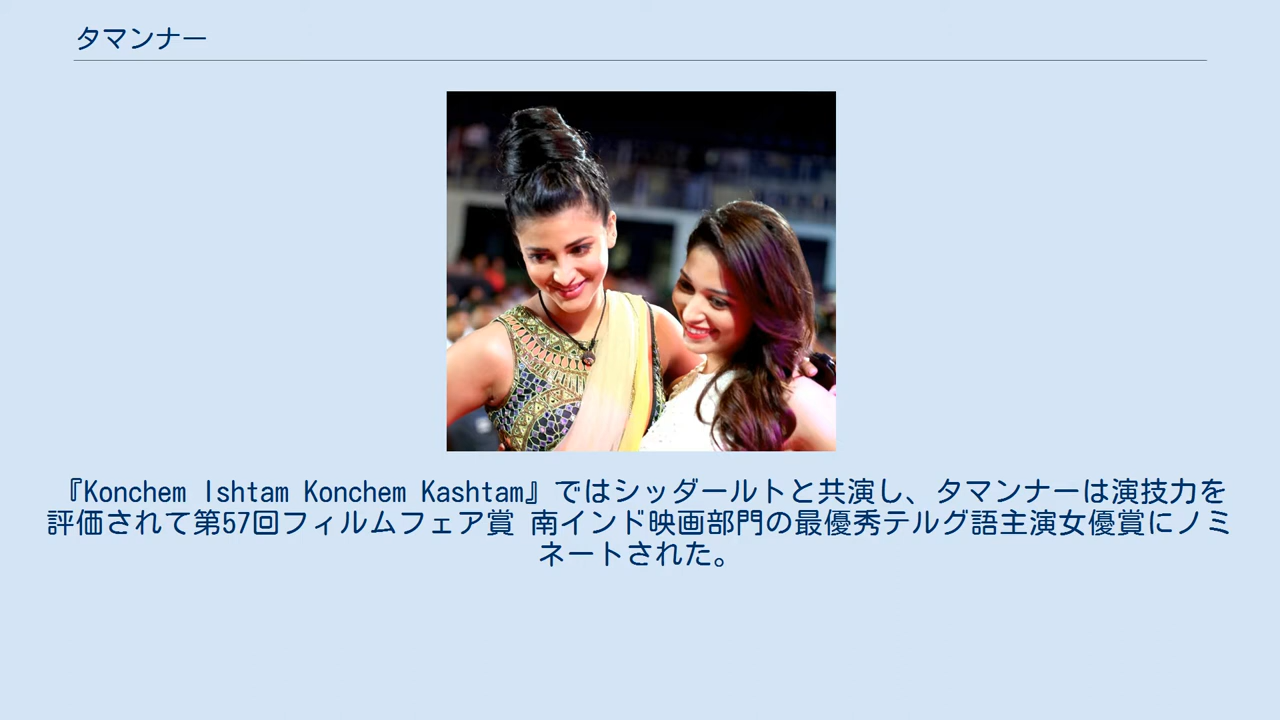 タマンナー
『Konchem Ishtam Konchem Kashtam』ではシッダールトと共演し、タマンナーは演技力を
評価されて第57回フィルムフェア賞 南インド映画部門の最優秀テルグ語主演女優賞にノミ
ネートされた。